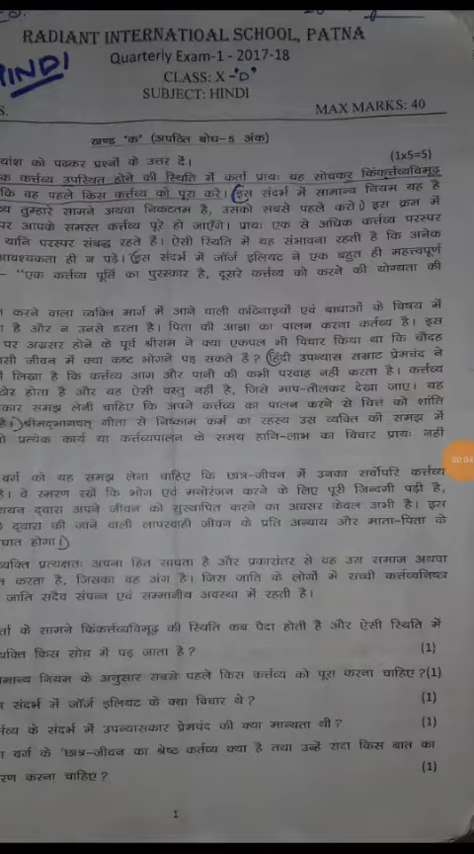 RADIANT INTERNATIOAL SCHOOL, PATNA
Quarterly Exam-1 - 2017-18
HINDI
CLASS: X -'D'
SUBJECT: HINDI
S.
MAX MARKS: 40
खण्ड 'क' (अपठित बोध-5 अंक)
यांश को पढ़कर प्रश्नों के उत्तर दें।
(1x5=5)
क कर्त्तव्य उपस्थित होने की स्थिति में कर्ता प्रायः यह सोचकर किंकर्त्तव्यविमूढ़
कि वह पहले किस कर्त्तव्य को पूरा करे। इस संदर्भ में सामान्य नियम यह है
व्य तुम्हारे सामने अथवा निकटतम है, उसको सबसे पहले करो। इस क्रम में
पर आपके समस्त कर्त्तव्य पूरे हो जाएँगे। प्रायः एक से अधिक कर्त्तव्य परस्पर
यानि परस्पर संबद्ध रहते है। ऐसी स्थिति में यह संभावना रहती है कि अनेक
आवश्यकता ही न पड़े। इस संदर्भ में जॉर्ज इलियट ने एक बहुत ही महत्त्वपूर्ण
- "एक कर्त्तव्य पूर्ति का पुरस्कार है, दूसरे कर्त्तव्य को करने की योग्यता की
न करने वाला व्यक्ति मार्ग में आने वाली कठिनाइयों एवं बाधाओं के विषय में
ा है और न उनसे डरता है। पिता की आज्ञा का पालन करना कर्तव्य है। इस
पर अग्रसर होने के पूर्व श्रीराम ने क्या एकपल भी विचार किया था कि चौदह
सी जीवन में क्या कष्ट भोगने पड़ सकते है? हिंदी उपन्यास सम्राट प्रेमचंद ने
ें लिखा है कि कर्त्तव्य आग और पानी की कभी परवाह नहीं करता है। कर्त्तव्य
होता है और यह ऐसी वस्तु नहीं है, जिसे माप-तौलकर देखा जाए। यह
कार समझ लेनी चाहिए कि अपने कर्त्तव्य का पालन करने से चित्त को शांति
है। श्रीमद्भागवत् गीता से निष्काम कर्म का रहस्य उस व्यक्ति की समझ में
ो प्रत्येक कार्य या कर्त्तव्यपालन के समय हानि-लाभ का विचार प्रायः नहीं
वर्ग को यह समझ लेना चाहिए कि छात्र-जीवन में उनका सर्वोपरि कर्त्तव्य
है। वे स्मरण रखें कि भोग एवं मनोरंजन करने के लिए पूरी जिन्दगी पड़ी है,
ययन द्वारा अपने जीवन को सुस्थापित करने का अवसर केवल अभी है। इस
द्वारा की जाने वाली लापरवाही जीवन के प्रति अन्याय और माता-पिता के
घात होगा।
व्यक्ति प्रत्यक्षतः अपना हित साधता है और प्रकारांतर से वह उस समाज अथवा
त करता है, जिसका वह अंग है। जिस जाति के लोगों में सच्ची कर्त्तव्यनिष्ठा
जाति सदैव संपन्न एवं सम्मानीय अवस्था में रहती है।
र्ता के सामने किंकर्त्तव्यविमूढ़ की स्थिति कब पैदा होती है और ऐसी स्थिति में
व्यक्ति किस सोच में पड़ जाता है?
(1)
ामान्य नियम के अनुसार सबसे पहले किस कर्त्तव्य को पूरा करना चाहिए?(1)
संदर्भ में जॉर्ज इलियट के क्या विचार थे?
(1)
र्तव्य के संदर्भ में उपन्यासकार प्रेमचंद की क्या मान्यता थी?
(1)
वर्ग के 'छात्र-जीवन का श्रेष्ठ कर्तव्य क्या है तथा उन्हें सदा किस बात का
रण करना चाहिए?
(1)
1
00:04